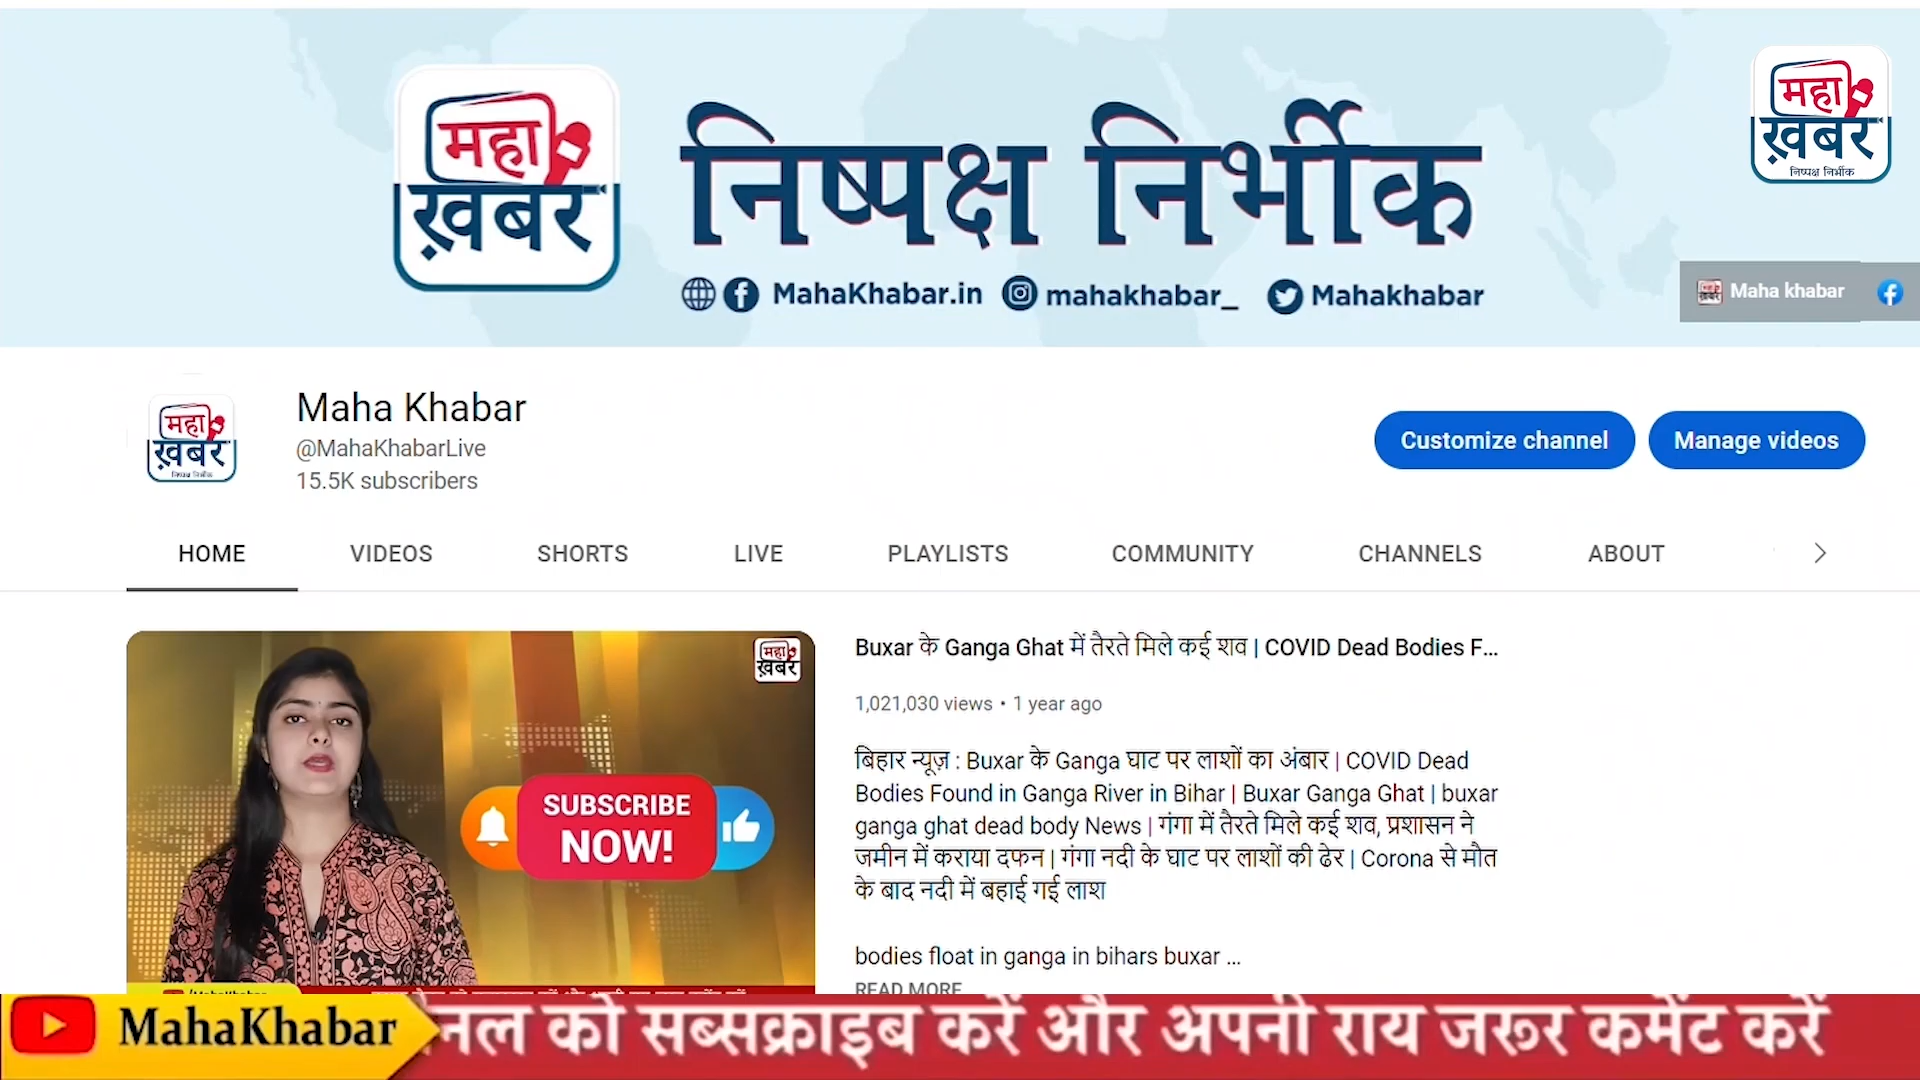 महा
ख़बर
निष्पक्ष निर्भीक
MahaKhabar.in mahakhabar_ Mahakhabar
महा
ख़बर
निष्पक्ष निर्भीक
Maha khabar
महा
ख़बर
निष्पक्ष निर्भीक
Maha Khabar
@MahaKhabarLive
15.5K subscribers
Customize channel Manage videos
HOME VIDEOS SHORTS LIVE PLAYLISTS COMMUNITY CHANNELS ABOUT
महा
ख़बर
SUBSCRIBE
NOW!
Buxar के Ganga Ghat में तैरते मिले कई शव | COVID Dead Bodies F...
1,021,030 views • 1 year ago
बिहार न्यूज़ : Buxar के Ganga घाट पर लाशों का अंबार | COVID Dead
Bodies Found in Ganga River in Bihar | Buxar Ganga Ghat | buxar
ganga ghat dead body News | गंगा में तैरते मिले कई शव, प्रशासन ने
जमीन में कराया दफन | गंगा नदी के घाट पर लाशों की ढेर | Corona से मौत
के बाद नदी में बहाई गई लाश
bodies float in ganga in bihars buxar ...
READ MORE
MahaKhabar नल को सब्सक्राइब करें और अपनी राय जरूर कमेंट करें